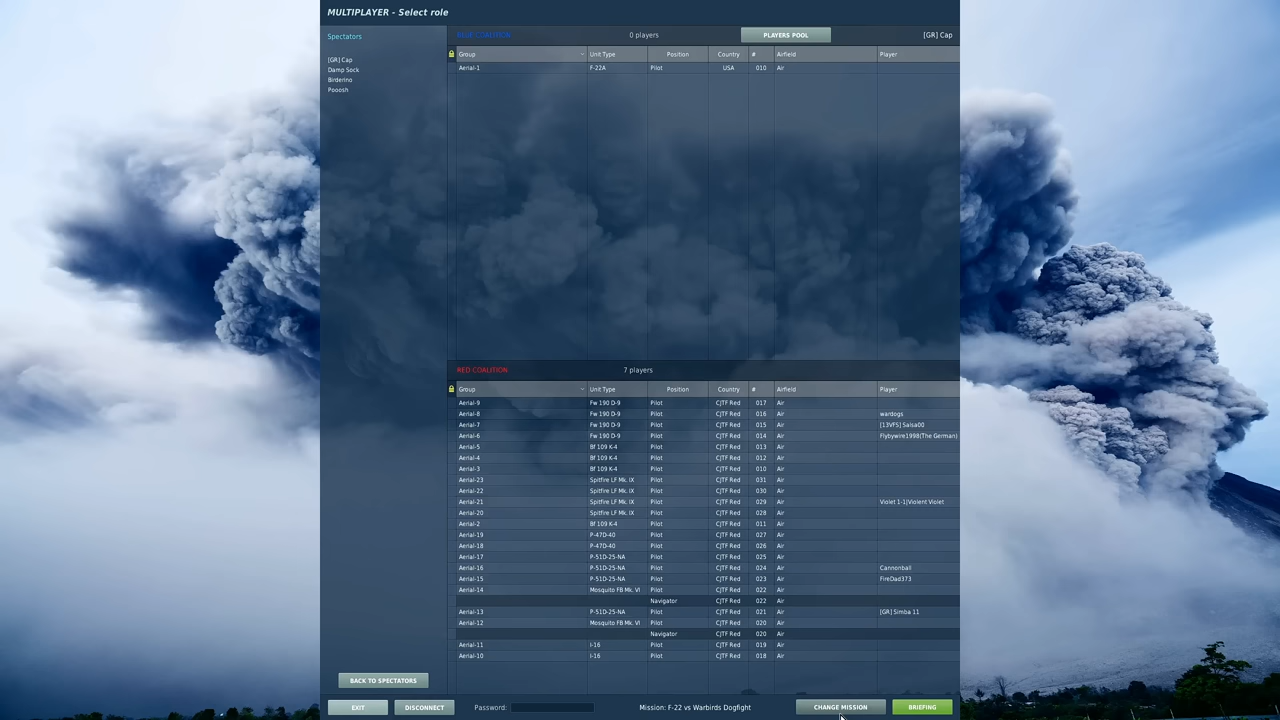 MULTIPLAYER - Select role
Spectators
[GR] Cap
Damp Sock
Birderino
Pooosh
BLUE COALITION 0 players PLAYERS POOL [GR] Cap
Group Unit Type Position Country # Airfield Player
Aerial-1 F-22A Pilot USA 010 Air
RED COALITION 7 players
Group Unit Type Position Country # Airfield Player
Aerial-9 Fw 190 D-9 Pilot CJTF Red 017 Air
Aerial-8 Fw 190 D-9 Pilot CJTF Red 016 Air wardogs
Aerial-7 Fw 190 D-9 Pilot CJTF Red 015 Air [13VFS] Salsa00
Aerial-6 Fw 190 D-9 Pilot CJTF Red 014 Air Flybywire1998(The German)
Aerial-5 Bf 109 K-4 Pilot CJTF Red 013 Air
Aerial-4 Bf 109 K-4 Pilot CJTF Red 012 Air
Aerial-3 Bf 109 K-4 Pilot CJTF Red 010 Air
Aerial-23 Spitfire LF Mk. IX Pilot CJTF Red 031 Air
Aerial-22 Spitfire LF Mk. IX Pilot CJTF Red 030 Air
Aerial-21 Spitfire LF Mk. IX Pilot CJTF Red 029 Air Violet 1-1|Violent Violet
Aerial-20 Spitfire LF Mk. IX Pilot CJTF Red 028 Air
Aerial-2 Bf 109 K-4 Pilot CJTF Red 011 Air
Aerial-19 P-47D-40 Pilot CJTF Red 027 Air
Aerial-18 P-47D-40 Pilot CJTF Red 026 Air
Aerial-17 P-51D-25-NA Pilot CJTF Red 025 Air
Aerial-16 P-51D-25-NA Pilot CJTF Red 024 Air Cannonball
Aerial-15 P-51D-25-NA Pilot CJTF Red 023 Air FireDad373
Aerial-14 Mosquito FB Mk. VI Pilot CJTF Red 022 Air
Navigator CJTF Red 022 Air
Aerial-13 P-51D-25-NA Pilot CJTF Red 021 Air [GR] Simba 11
Aerial-12 Mosquito FB Mk. VI Pilot CJTF Red 020 Air
Navigator CJTF Red 020 Air
Aerial-11 I-16 Pilot CJTF Red 019 Air
Aerial-10 I-16 Pilot CJTF Red 018 Air
BACK TO SPECTATORS
EXIT DISCONNECT Password: Mission: F-22 vs Warbirds Dogfight CHANGE MISSION BRIEFING